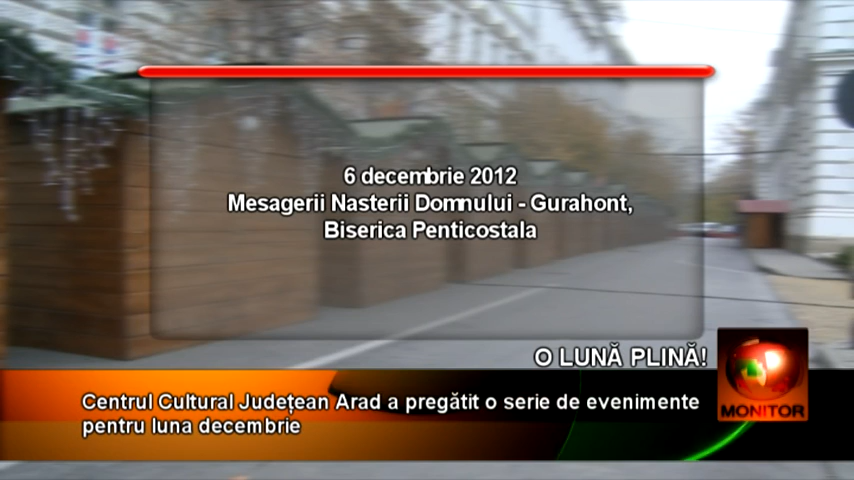 6 decembrie 2012
Mesagerii Nasterii Domnului - Gurahont,
Biserica Penticostala
O LUNĂ PLINĂ!
Centrul Cultural Județean Arad a pregătit o serie de evenimente
pentru luna decembrie
MONITOR